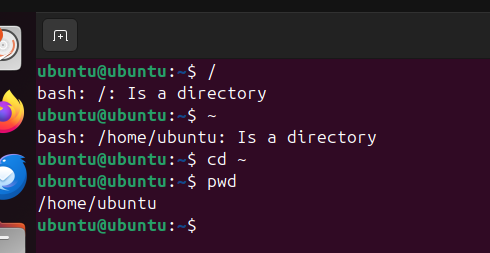 ubuntu@ubuntu:~$ /
bash: /: Is a directory
ubuntu@ubuntu:~$ ~
bash: /home/ubuntu: Is a directory
ubuntu@ubuntu:~$ cd ~
ubuntu@ubuntu:~$ pwd
/home/ubuntu
ubuntu@ubuntu:~$